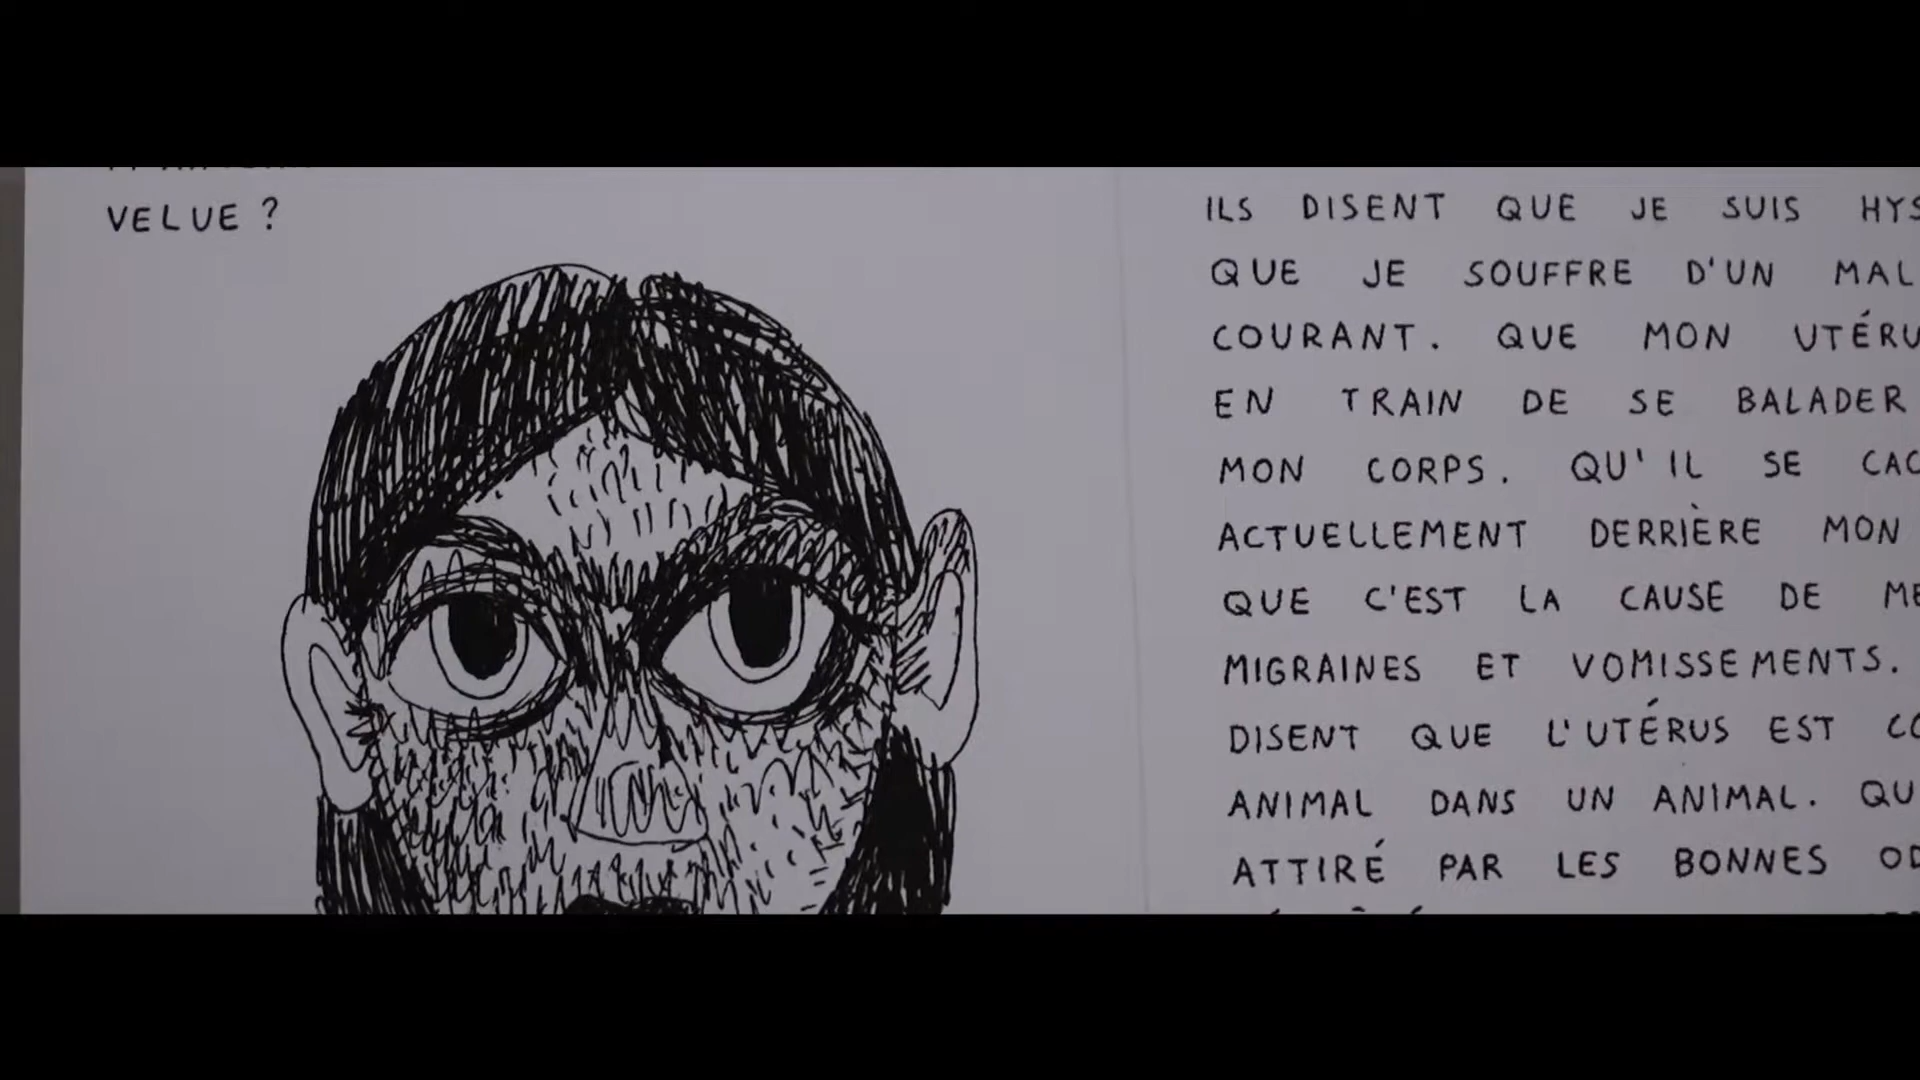 VELUE ?
ILS DISENT QUE JE SUIS
QUE JE SOUFFRE D'UN MAL
COURANT. QUE MON
EN TRAIN DE SE BALADER
MON CORPS. QU'IL SE
ACTUELLEMENT DERRIÈRE MON
QUE C'EST LA CAUSE DE
MIGRAINES ET VOMISSEMENTS.
DISENT QUE L'UTÉRUS EST
ANIMAL DANS UN ANIMAL.
ATTIRÉ PAR LES BONNES